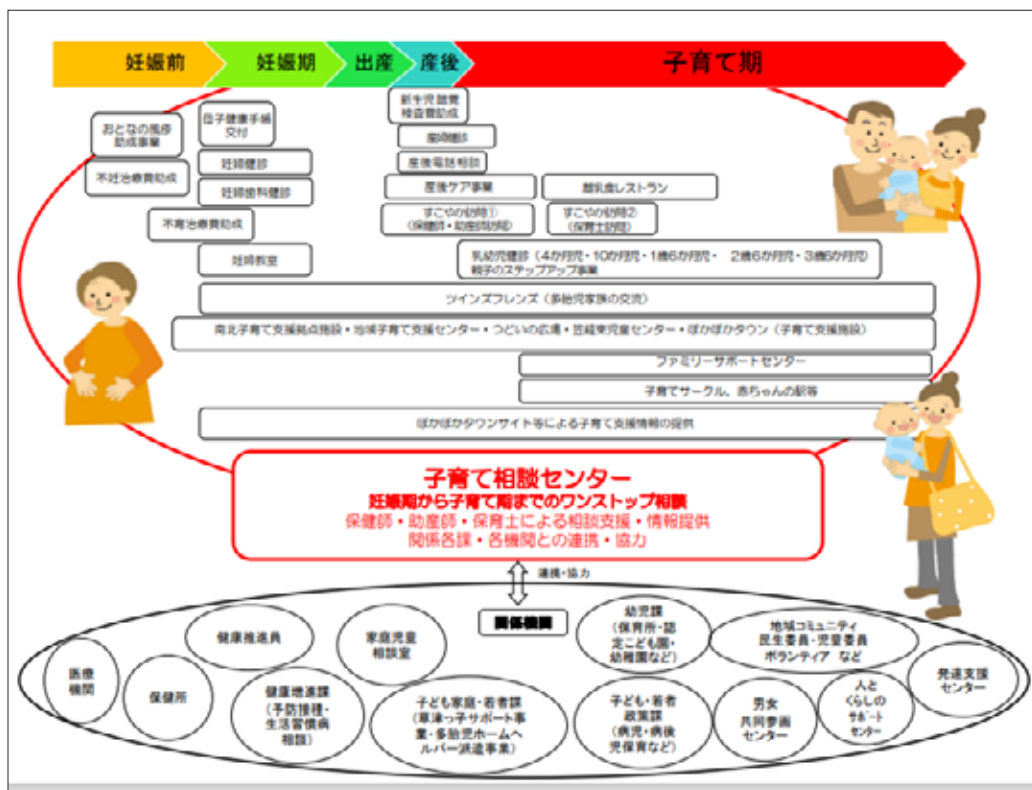 妊娠前
妊娠期
出産
産後
子育て期
おとなの風疹
助成事業
不妊治療費助成
不育治療費助成
母子健康手帳
交付
妊婦健診
妊婦歯科健診
妊婦教室
新生児聴覚
検査費助成
産婦健診
産後電話相談
産後ケア事業
離乳食レストラン
すこやか訪問①
(保健師・助産師訪問)
すこやか訪問②
(保育士訪問)
乳幼児健診(4か月児・10か月児・1歳6か月児・ 2歳6か月児・3歳6か月児)
親子のステップアップ事業
ツインズフレンズ(多胎児家族の交流)
南北子育て支援拠点施設・地域子育て支援センター・つどいの広場・笠縫東児童センター・ぽかぽかタウン(子育て支援施設)
ファミリーサポートセンター
子育てサークル、赤ちゃんの駅等
ぽかぽかタウンサイト等による子育て支援情報の提供
子育て相談センター
妊娠期から子育て期までのワンストップ相談
保健師・助産師・保育士による相談支援・情報提供
関係各課・各機関との連携・協力
連携・協力
関係機関
医療
機関
保健所
健康推進員
健康増進課
(予防接種・
生活習慣病
相談)
家庭児童
相談室
子ども家庭・若者課
(草津っ子サポート事
業・多胎児ホームヘ
ルパー派遣事業)
幼児課
(保育所・認
定こども園・
幼稚園など)
子ども・若者
政策課
(病児・病後
児保育など)
地域コミュニティ
民生委員・児童委員
ボランティア など
男女
共同参画
センター
人と
くらしの
サポート
センター
発達支援
センター